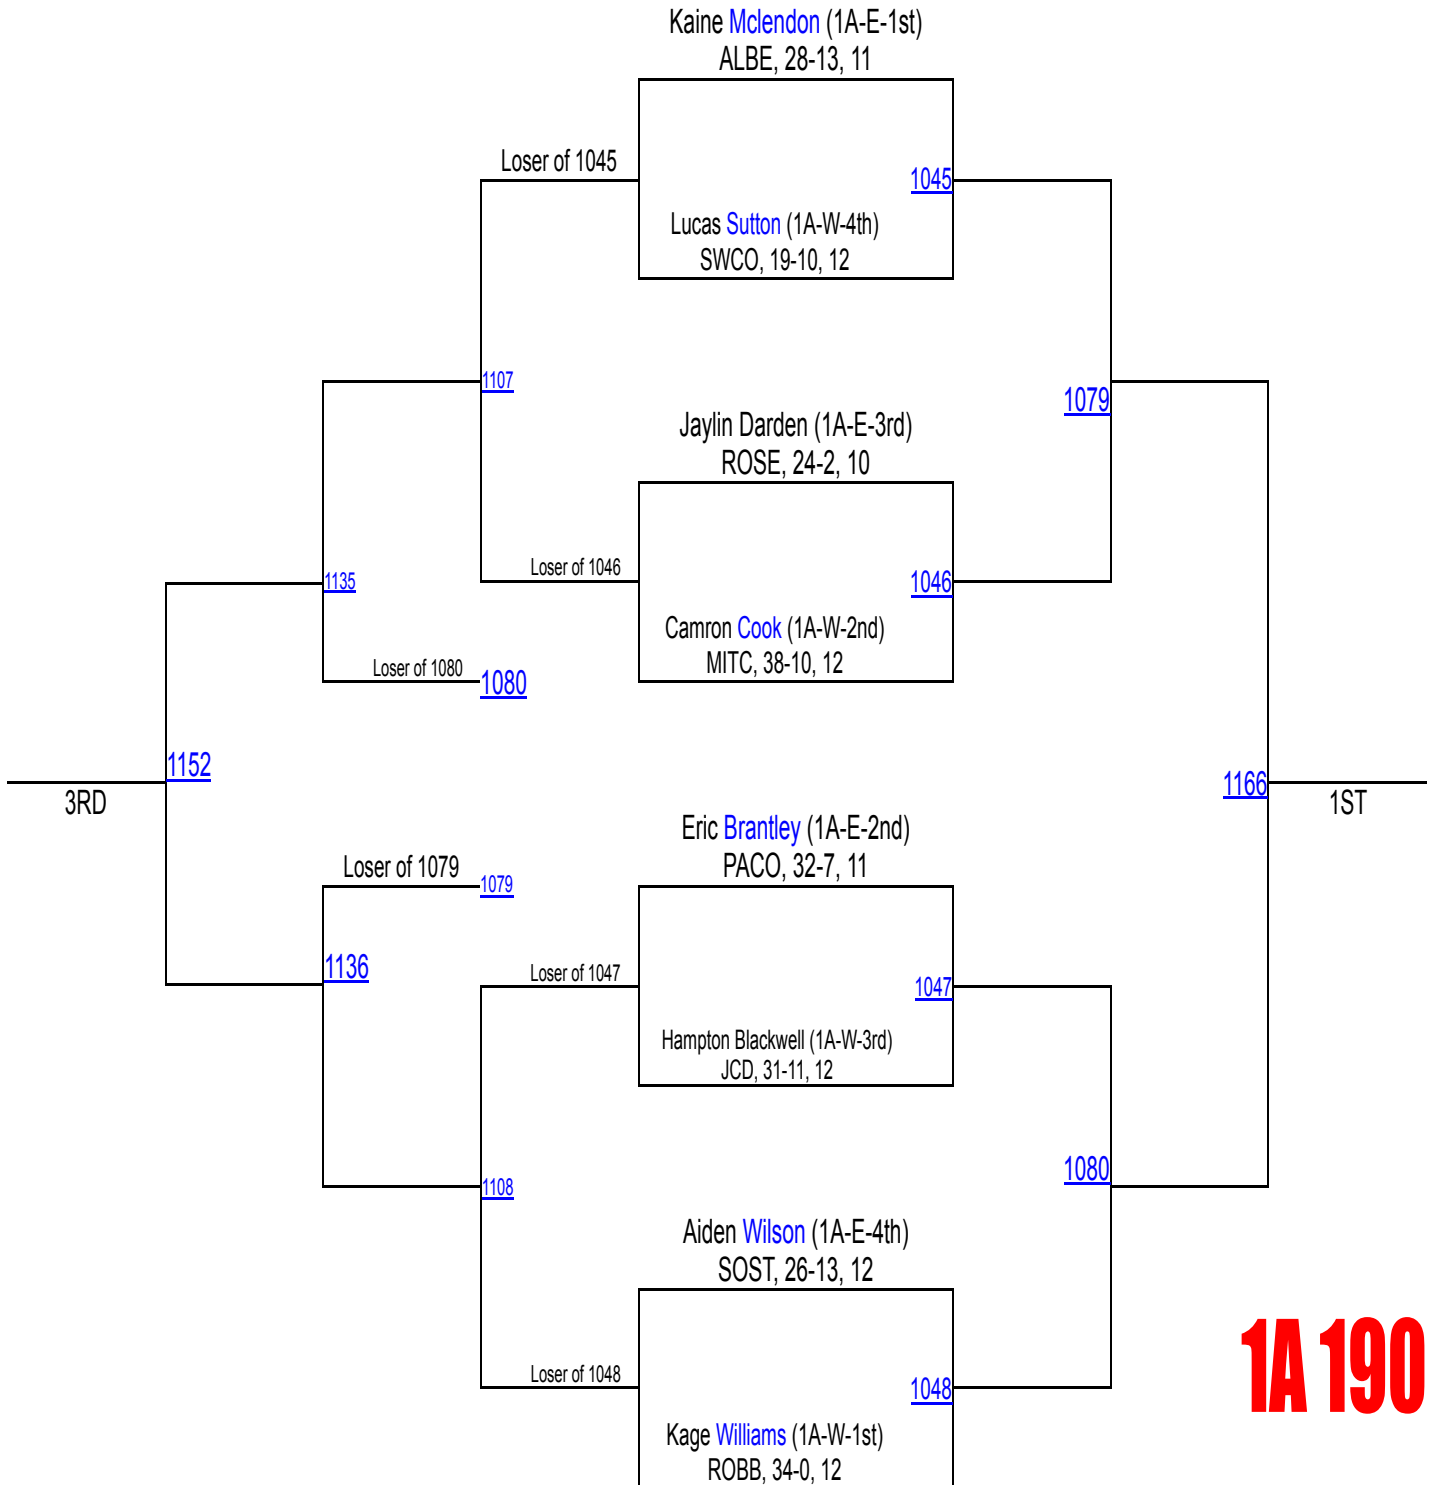 Kaine Mclendon (1A-E-1st)
ALBE, 28-13, 11
Loser of 1045
1045
Lucas Sutton (1A-W-4th)
SWCO, 19-10, 12
1107
1079
Jaylin Darden (1A-E-3rd)
ROSE, 24-2, 10
Loser of 1046
1046
1135
Camron Cook (1A-W-2nd)
MITC, 38-10, 12
Loser of 1080
1080
1152
3RD
1166
1ST
Eric Brantley (1A-E-2nd)
PACO, 32-7, 11
Loser of 1079
1079
1136
Loser of 1047
1047
Hampton Blackwell (1A-W-3rd)
JCD, 31-11, 12
1108
1080
Aiden Wilson (1A-E-4th)
SOST, 26-13, 12
Loser of 1048
1048
1A 190
Kage Williams (1A-W-1st)
ROBB, 34-0, 12